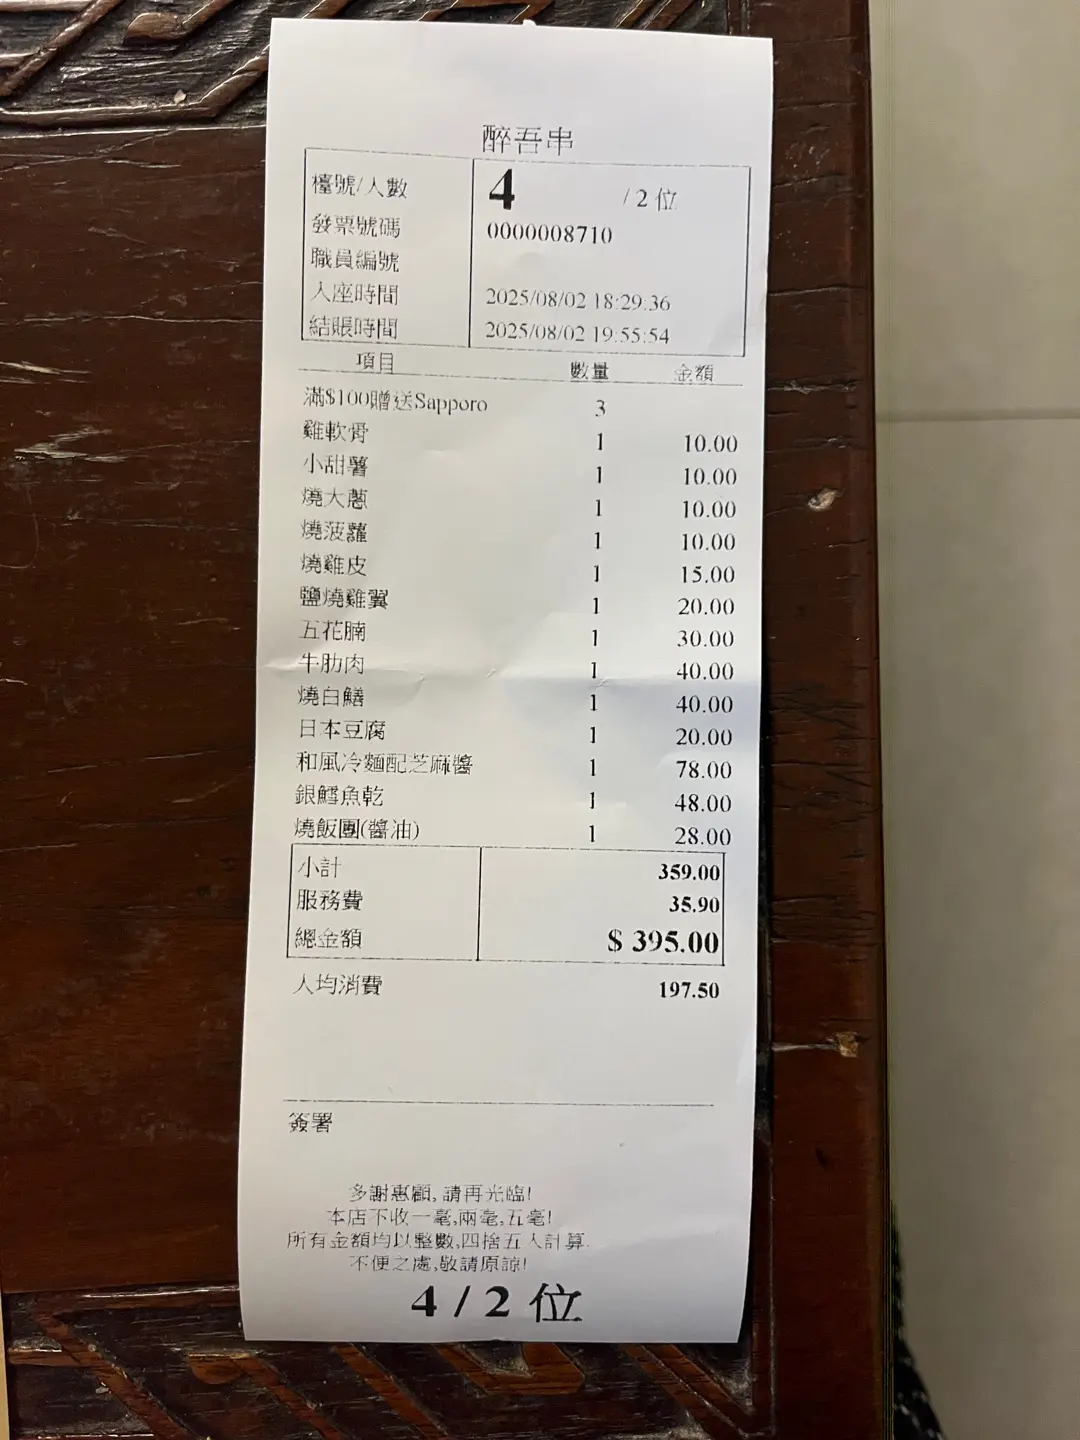 醉吾串
檯號/人數 4 /2 位
發票號碼 0000008710
職員編號
入座時間 2025/08/02 18:29:36
結賬時間 2025/08/02 19:55:54
項目 數量 金額
滿$100贈送Sapporo 3
雞軟骨 1 10.00
小甜薯 1 10.00
燒大蔥 1 10.00
燒菠蘿 1 10.00
燒雞皮 1 15.00
鹽燒雞翼 1 20.00
五花腩 1 30.00
牛肋肉 1 40.00
燒白鱔 1 40.00
日本豆腐 1 20.00
和風冷麵配芝麻醬 1 78.00
銀鱈魚乾 1 48.00
燒飯團(醬油) 1 28.00
小計 359.00
服務費 35.90
總金額 $ 395.00
人均消費 197.50
簽署
多謝惠顧, 請再光臨!
本店不收一毫,兩毫,五毫!
所有金額均以整數,四捨五入計算.
不便之處,敬請原諒!
4 / 2 位